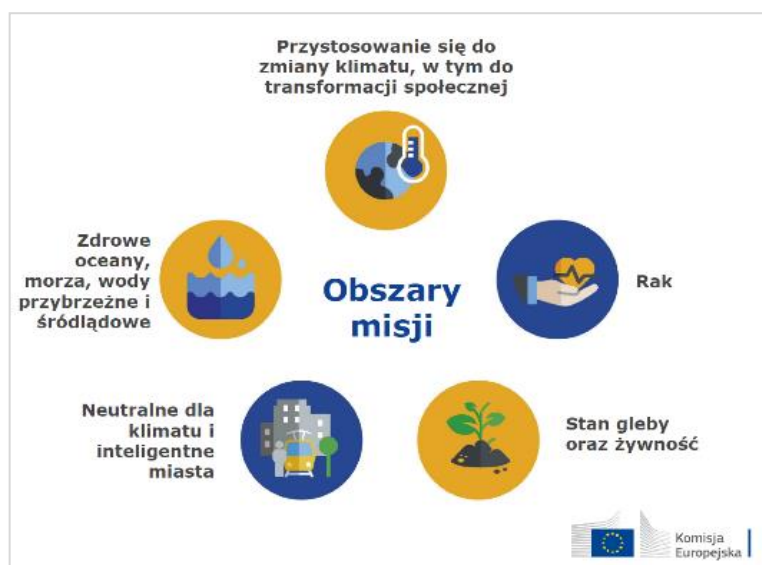 Przystosowanie się do
zmiany klimatu, w tym do
transformacji społecznej
Zdrowe
oceany,
morza, wody
przybrzeżne i
śródlądowe
Obszary
misji
Rak
Neutralne dla
klimatu i
inteligentne
miasta
Stan gleby
oraz żywność
Komisja
Europejska